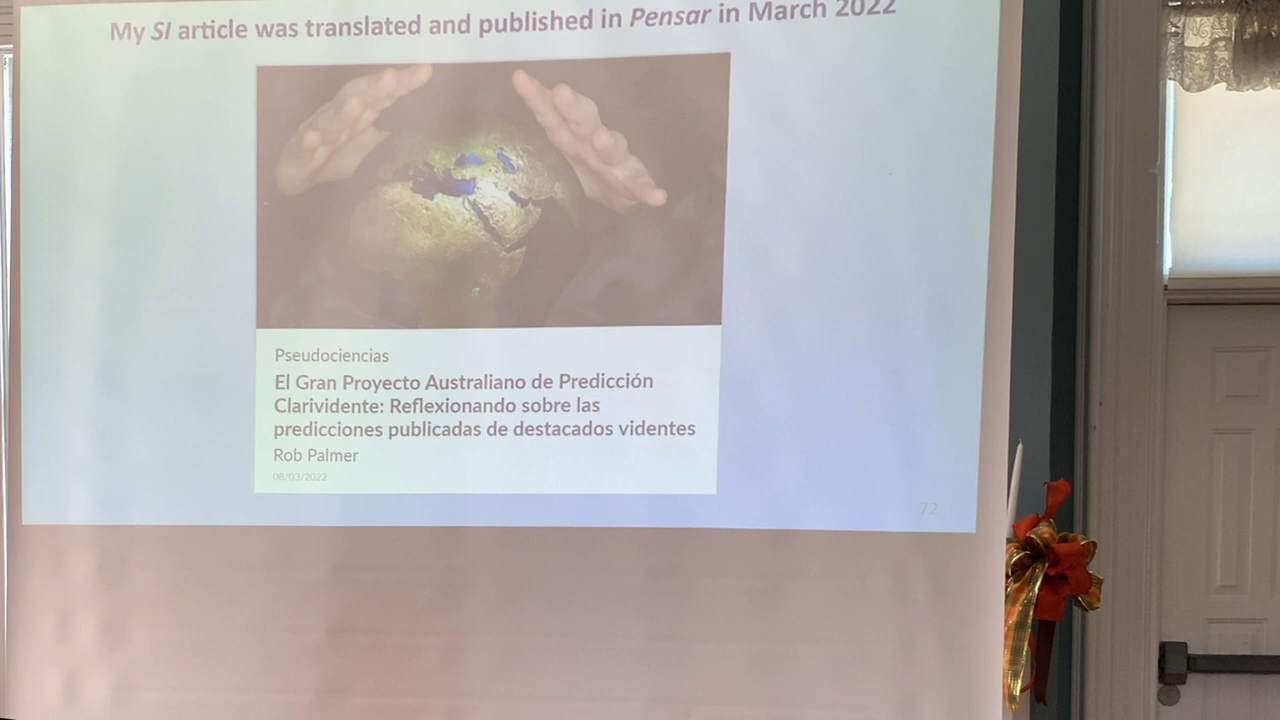 My SI article was translated and published in Pensar in March 2022
Pseudociencias
El Gran Proyecto Australiano de Predicción
Clarividente: Reflexionando sobre las
predicciones publicadas de destacados videntes
Rob Palmer
08/03/2022
72